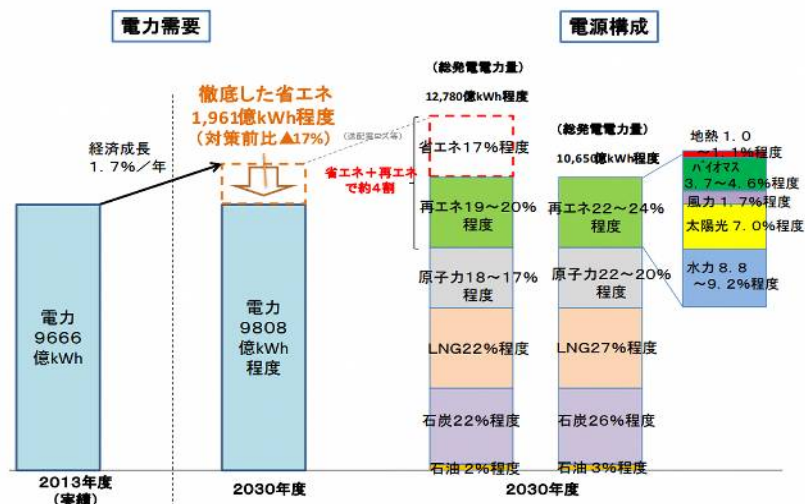 電力需要
電源構成
(総発電電力量)
12,780億kWh程度
徹底した省エネ
1,961億kWh程度
(対策前比▲17%)
(送配電ロス等)
(総発電電力量)
10,650億kWh程度
経済成長
1.7%/年
省エネ17%程度
省エネ+再エネ
で約4割
地熱 1.0
~1.1%程度
バイオマス
3.7~4.6%程度
風力 1.7%程度
太陽光 7.0%程度
水力 8.8
~9.2%程度
再エネ19~20%
程度
再エネ22~24%
程度
原子力18~17%
程度
原子力22~20%
程度
電力
9666
億kWh
電力
9808
億kWh
程度
LNG22%程度
LNG27%程度
石炭22%程度
石炭26%程度
石油 2%程度
石油 3%程度
2013年度
(実績)
2030年度
2030年度